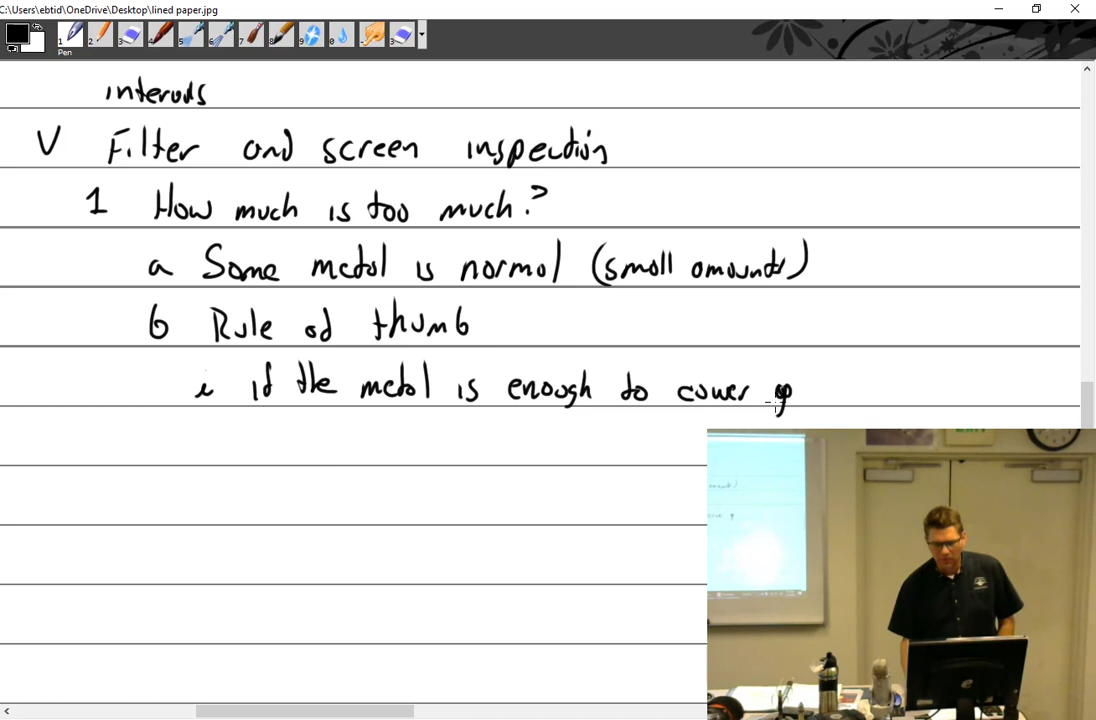 C:\Users\ebtid\OneDrive\Desktop\lined paper.jpg
Pen
intervals
V Filter and screen inspection
1 How much is too much?
a Some metal is normal (small amounts)
b Rule of thumb
i if the metal is enough to cover
EXIT